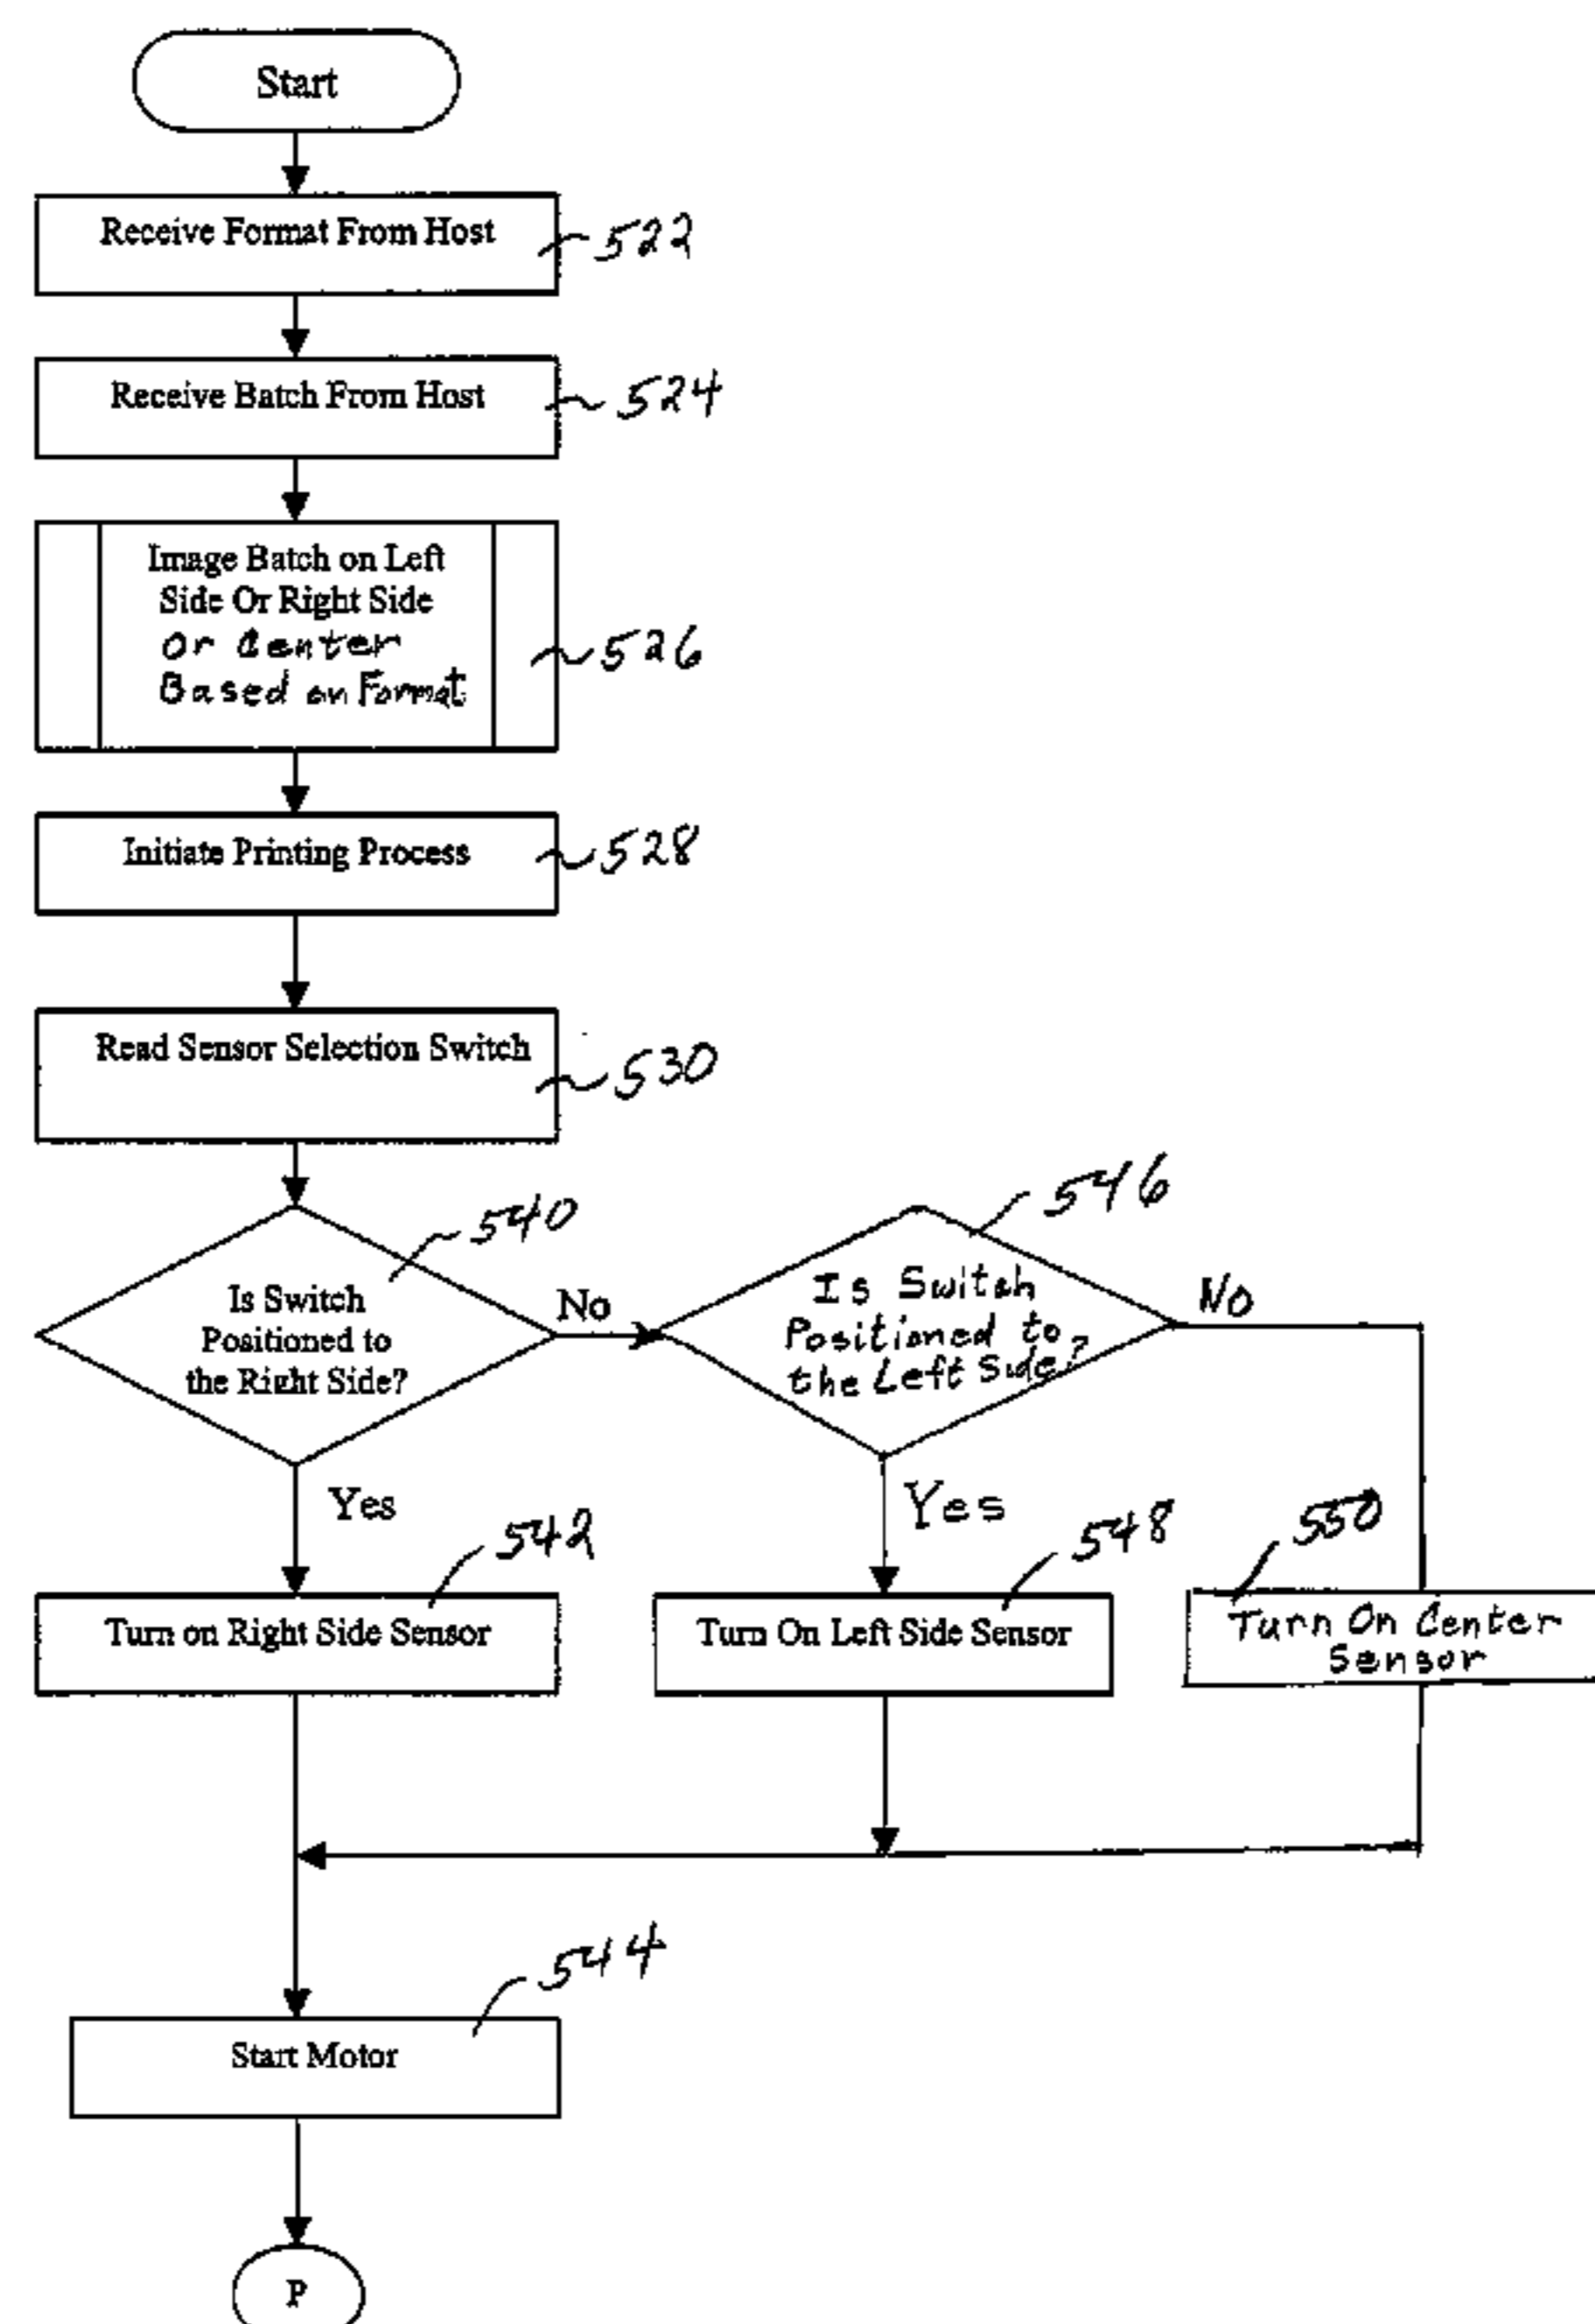 Start
Receive Format From Host
522
Receive Batch From Host
524
Image Batch on Left
Side Or Right Side
or Center
Based on Format
526
Initiate Printing Process
528
Read Sensor Selection Switch
530
540
Is Switch
Positioned to
the Right Side?
No
546
Is Switch
Positioned to
the Left Side?
No
Yes
542
Turn on Right Side Sensor
Yes
548
Turn On Left Side Sensor
550
Turn On Center
Sensor
544
Start Motor
P